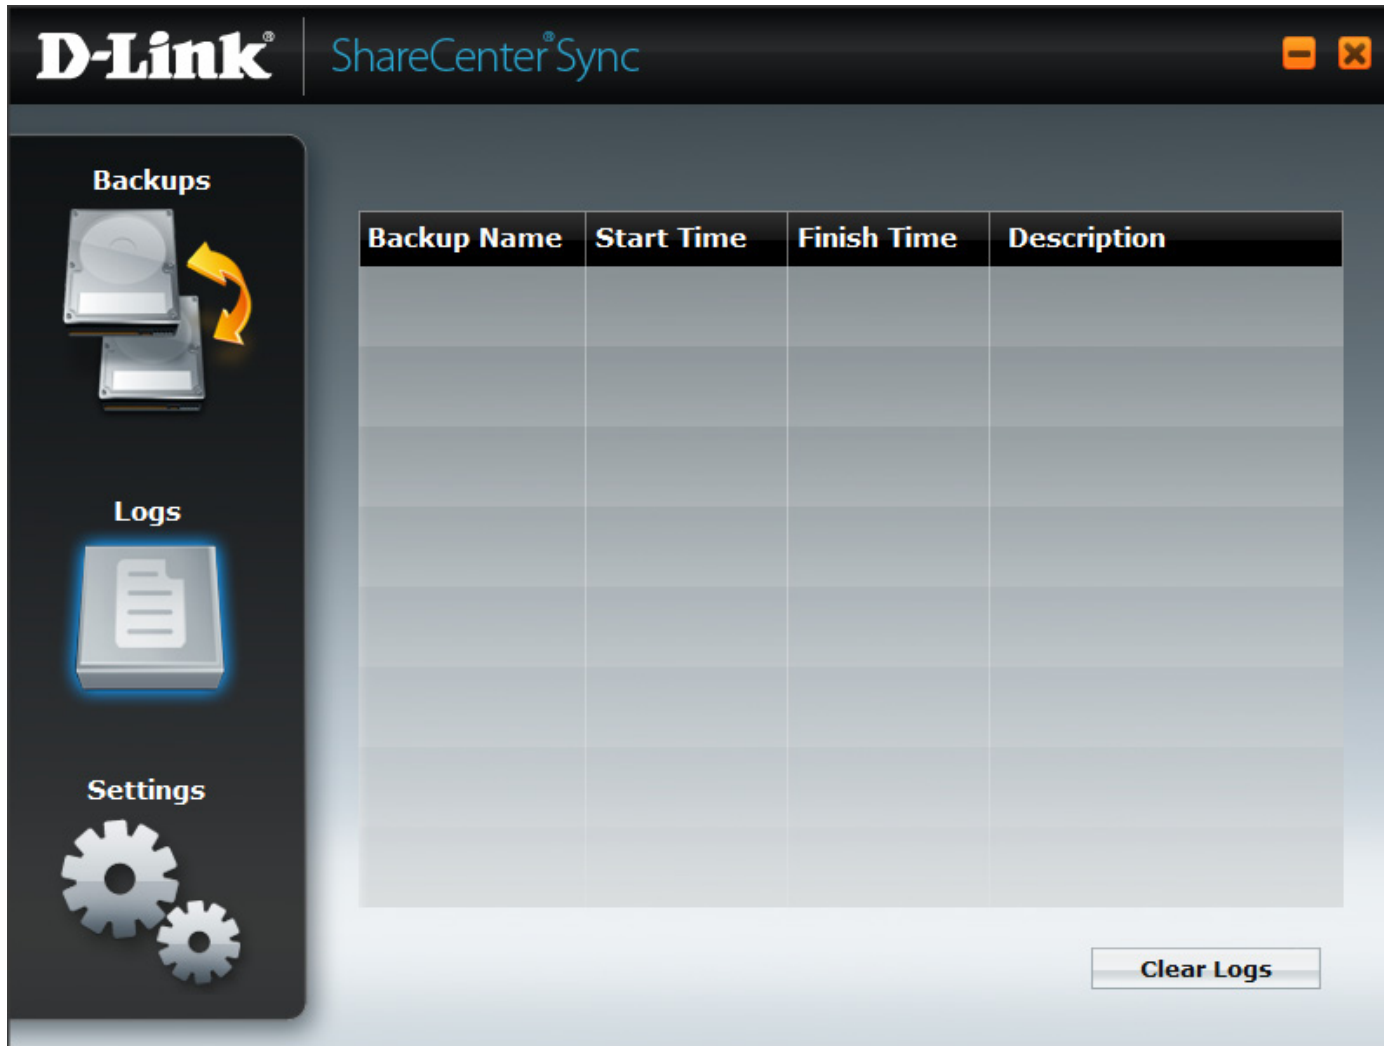 D-Link® ShareCenter® Sync
Backups
Backup Name Start Time Finish Time Description
Logs
Settings
Clear Logs